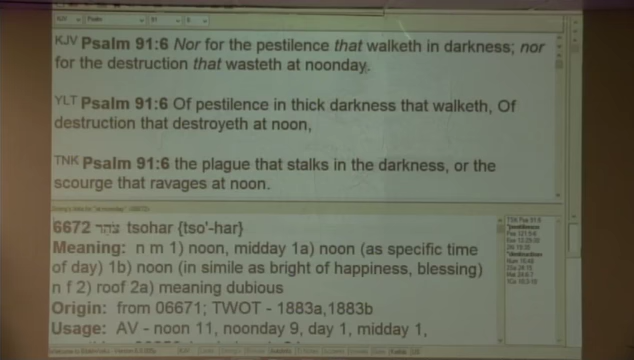 KJV Psalm 91:6 Nor for the pestilence that walketh in darkness; nor
for the destruction that wasteth at noonday.
YLT Psalm 91:6 Of pestilence in thick darkness that walketh, Of
destruction that destroyeth at noon,
TNK Psalm 91:6 the plague that stalks in the darkness, or the
scourge that ravages at noon.
6672 צֹהַר tsohar {tso'-har}
Meaning: n m 1) noon, midday 1a) noon (as specific time
of day) 1b) noon (in simile as bright of happiness, blessing)
n f 2) roof 2a) meaning dubious
Origin: from 06671; TWOT - 1883a,1883b
Usage: AV - noon 11, noonday 9, day 1, midday 1,